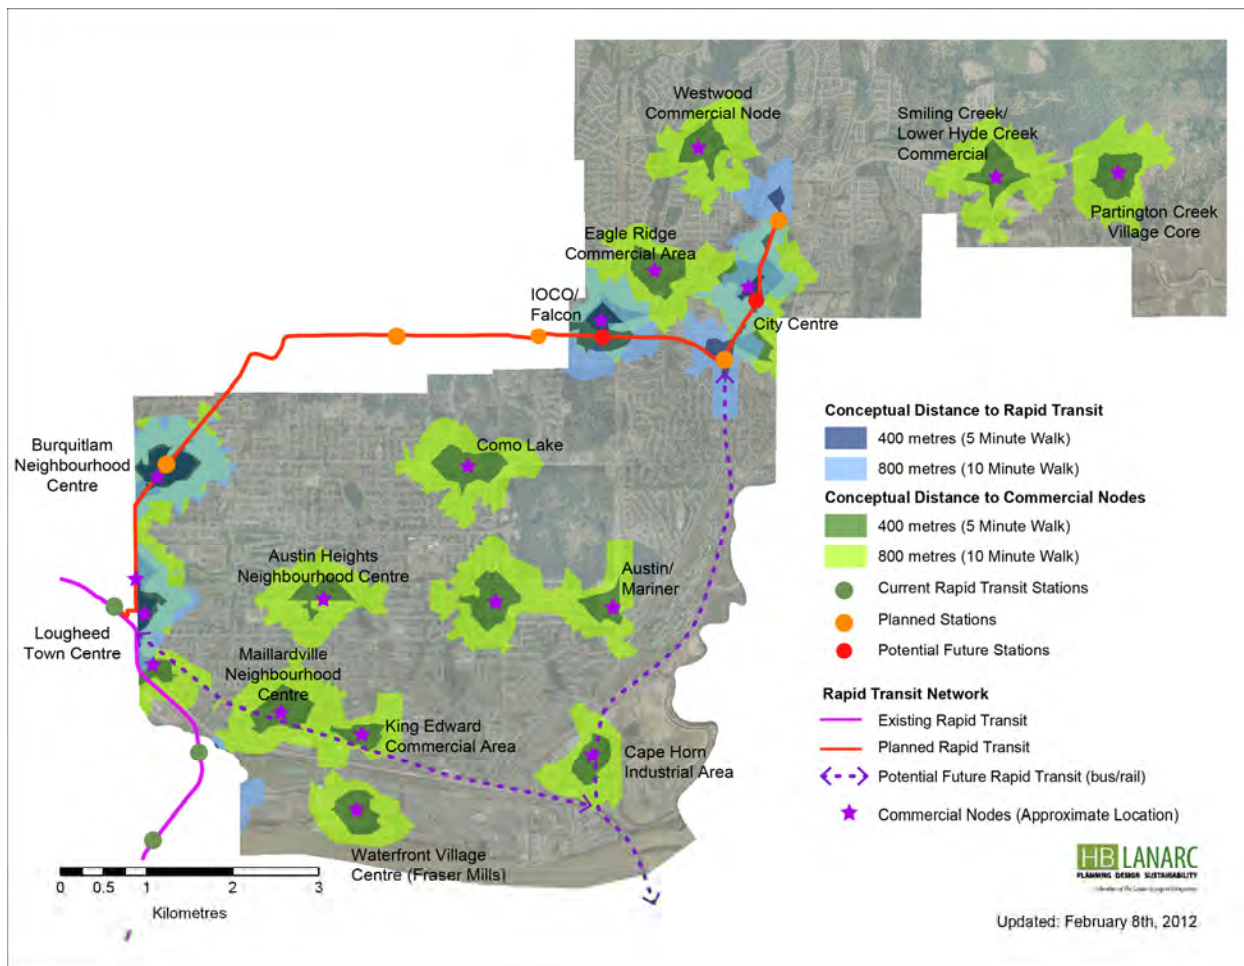 Westwood
Commercial Node
Smiling Creek/
Lower Hyde Creek
Commercial
Partington Creek
Village Core
Eagle Ridge
Commercial Area
IOCO/
Falcon
City Centre
Burquitlam
Neighbourhood
Centre
Como Lake
Austin Heights
Neighbourhood Centre
Austin/
Mariner
Lougheed
Town Centre
Maillardville
Neighbourhood
Centre
King Edward
Commercial Area
Cape Horn
Industrial Area
Waterfront Village
Centre (Fraser Mills)
Conceptual Distance to Rapid Transit
400 metres (5 Minute Walk)
800 metres (10 Minute Walk)
Conceptual Distance to Commercial Nodes
400 metres (5 Minute Walk)
800 metres (10 Minute Walk)
Current Rapid Transit Stations
Planned Stations
Potential Future Stations
Rapid Transit Network
Existing Rapid Transit
Planned Rapid Transit
Potential Future Rapid Transit (bus/rail)
Commercial Nodes (Approximate Location)
0 0.5 1 2 3
Kilometres
HB LANARC
PLANNING DESIGN SUSTAINABILITY
Updated: February 8th, 2012